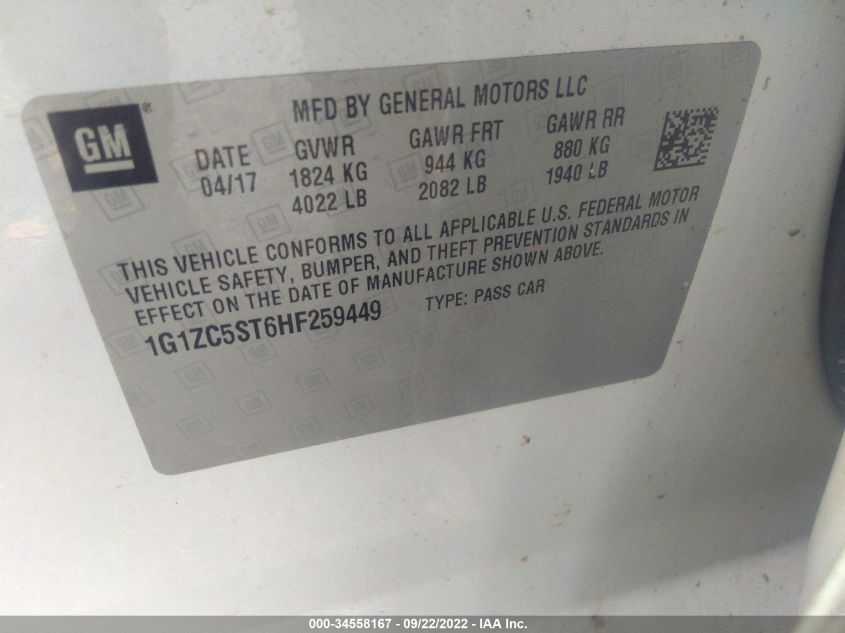 GM ®
MFD BY GENERAL MOTORS LLC
DATE GVWR GAWR FRT GAWR RR
04/17 1824 KG 944 KG 880 KG
4022 LB 2082 LB 1940 LB
THIS VEHICLE CONFORMS TO ALL APPLICABLE U.S. FEDERAL MOTOR
VEHICLE SAFETY, BUMPER, AND THEFT PREVENTION STANDARDS IN
EFFECT ON THE DATE OF MANUFACTURE SHOWN ABOVE.
1G1ZC5ST6HF259449 TYPE: PASS CAR
000-34558167 - 09/22/2022 - IAA Inc.